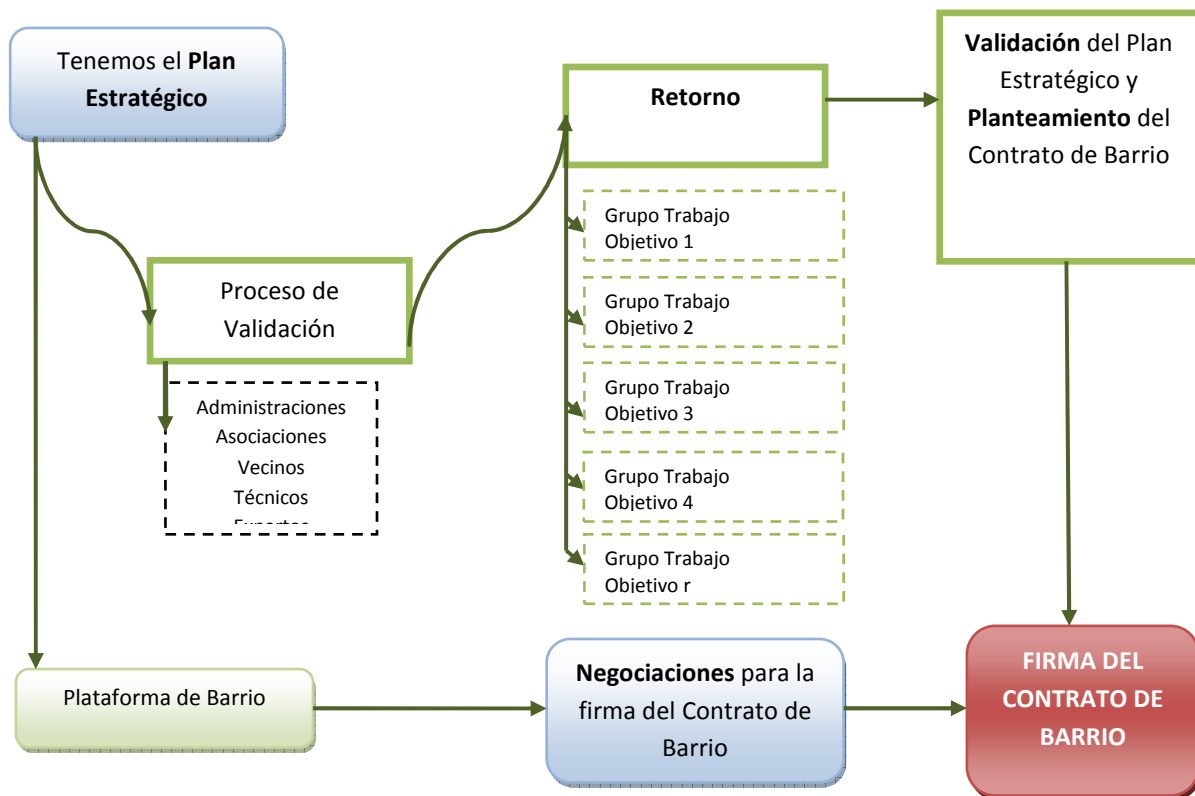 Tenemos el Plan
Estratégico
Proceso de
Validación
Administraciones
Asociaciones
Vecinos
Técnicos
Retorno
Grupo Trabajo
Objetivo 1
Grupo Trabajo
Objetivo 2
Grupo Trabajo
Objetivo 3
Grupo Trabajo
Objetivo 4
Grupo Trabajo
Objetivo r
Validación del Plan
Estratégico y
Planteamiento del
Contrato de Barrio
Plataforma de Barrio
Negociaciones para la
firma del Contrato de
Barrio
FIRMA DEL
CONTRATO DE
BARRIO